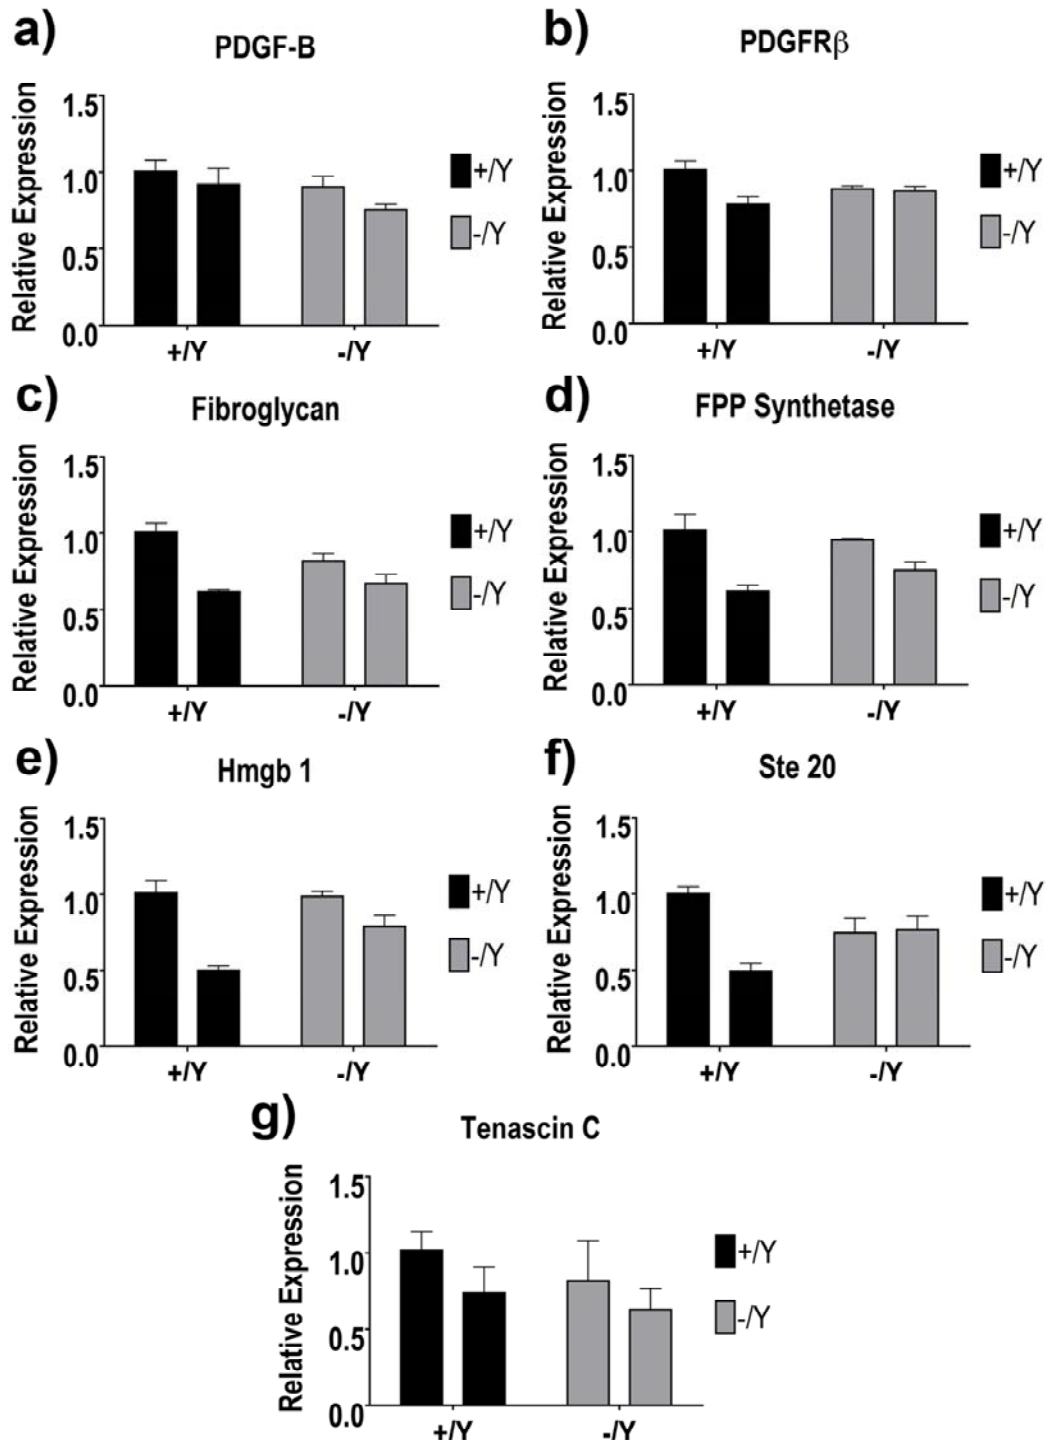 a)
PDGF-B
Relative Expression
1.5
1.0
0.5
0.0
+/Y
-/Y
+/Y
-/Y
b)
PDGFRβ
Relative Expression
1.5
1.0
0.5
0.0
+/Y
-/Y
+/Y
-/Y
c)
Fibroglycan
Relative Expression
1.5
1.0
0.5
0.0
+/Y
-/Y
+/Y
-/Y
d)
FPP Synthetase
Relative Expression
1.5
1.0
0.5
0.0
+/Y
-/Y
+/Y
-/Y
e)
Hmgb 1
Relative Expression
1.5
1.0
0.5
0.0
+/Y
-/Y
+/Y
-/Y
f)
Ste 20
Relative Expression
1.5
1.0
0.5
0.0
+/Y
-/Y
+/Y
-/Y
g)
Tenascin C
Relative Expression
1.5
1.0
0.5
0.0
+/Y
-/Y
+/Y
-/Y